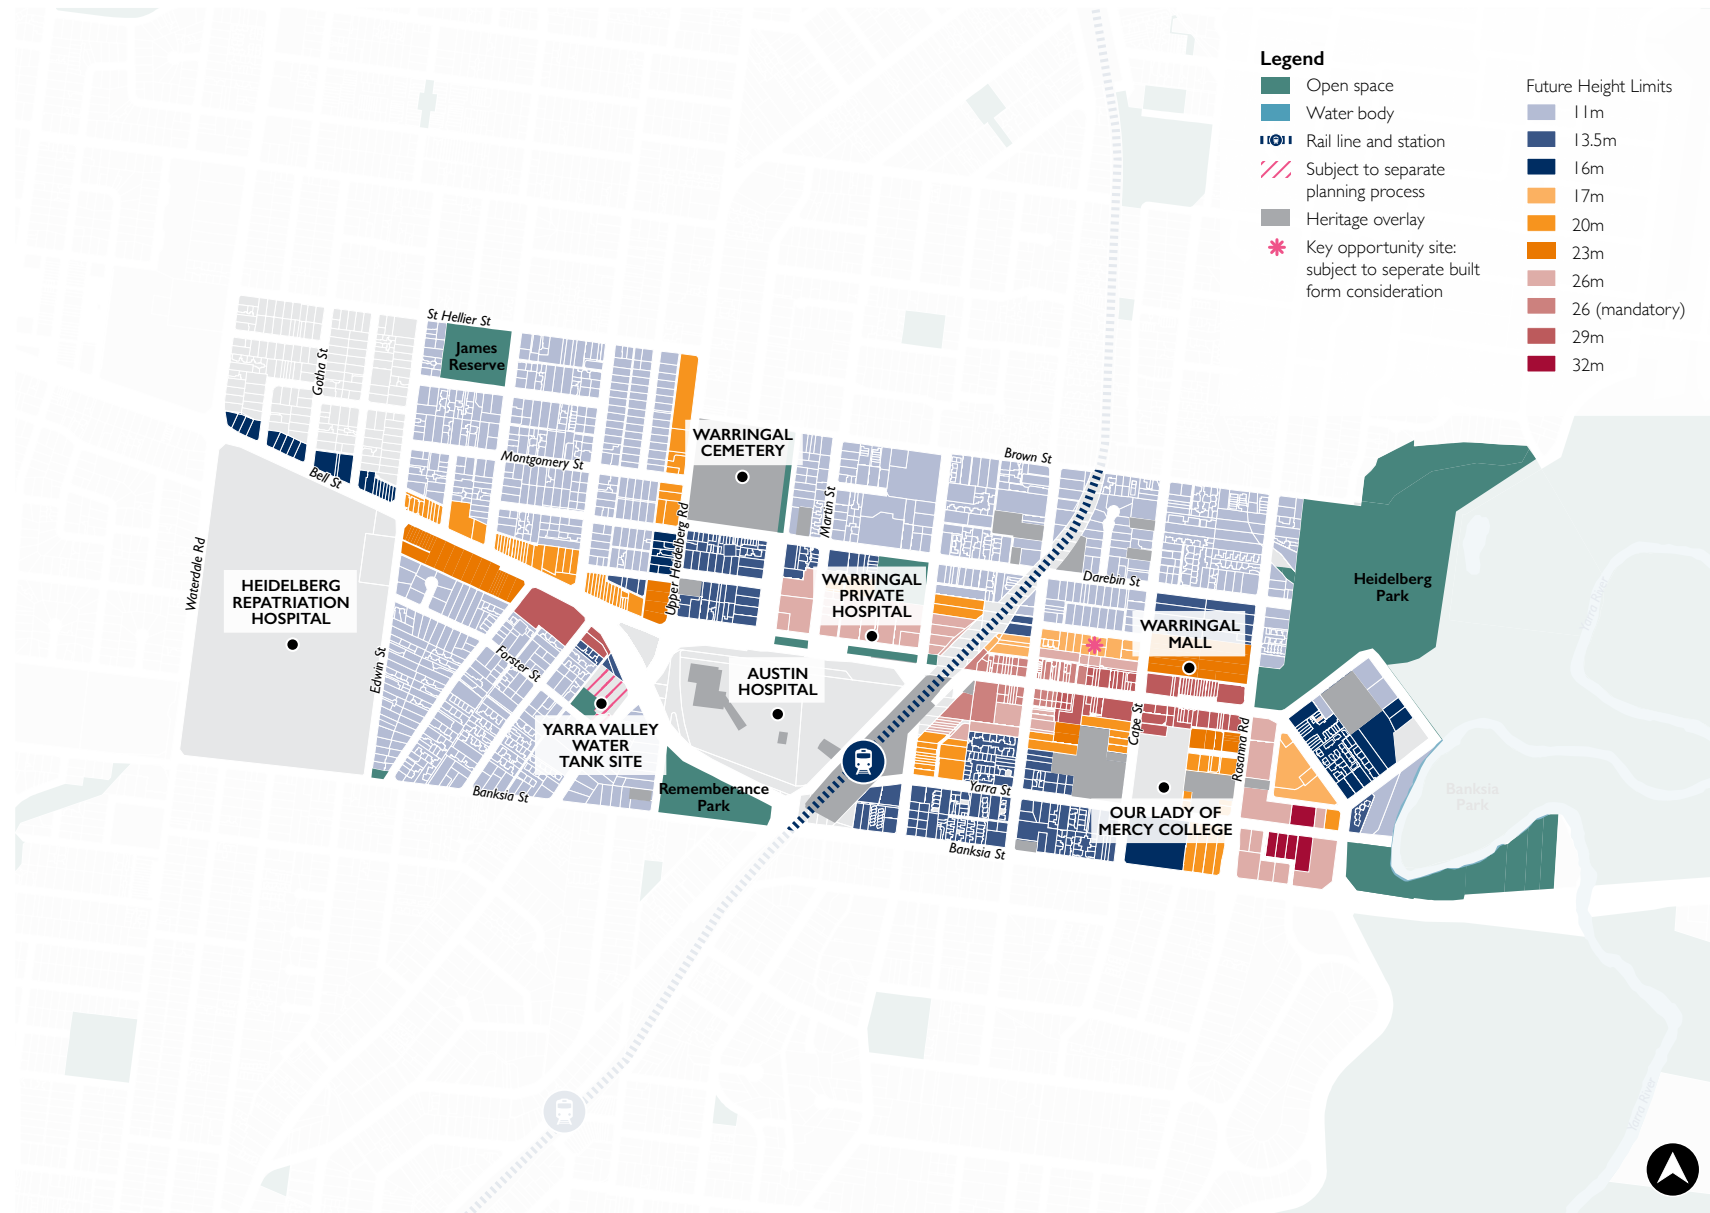 Legend
Open space
Water body
Rail line and station
Subject to separate
planning process
Heritage overlay
Key opportunity site:
subject to seperate built
form consideration
Future Height Limits
11m
13.5m
16m
17m
20m
23m
26m
26 (mandatory)
29m
32m
St Hellier St
James
Reserve
Gotha St
WARRINGAL
CEMETERY
Brown St
Montgomery St
Bell St
Martin St
Upper Heidelberg Rd
Waterdale Rd
HEIDELBERG
REPATRIATION
HOSPITAL
WARRINGAL
PRIVATE
HOSPITAL
Darebin St
Heidelberg
Park
Yarra River
WARRINGAL
MALL
Edwin St
Forster St
AUSTIN
HOSPITAL
YARRA VALLEY
WATER
TANK SITE
Cape St
Rosanna Rd
Rememberance
Park
Banksia St
Yarra St
Banksia
Park
OUR LADY OF
MERCY COLLEGE
Banksia St
Yarra River